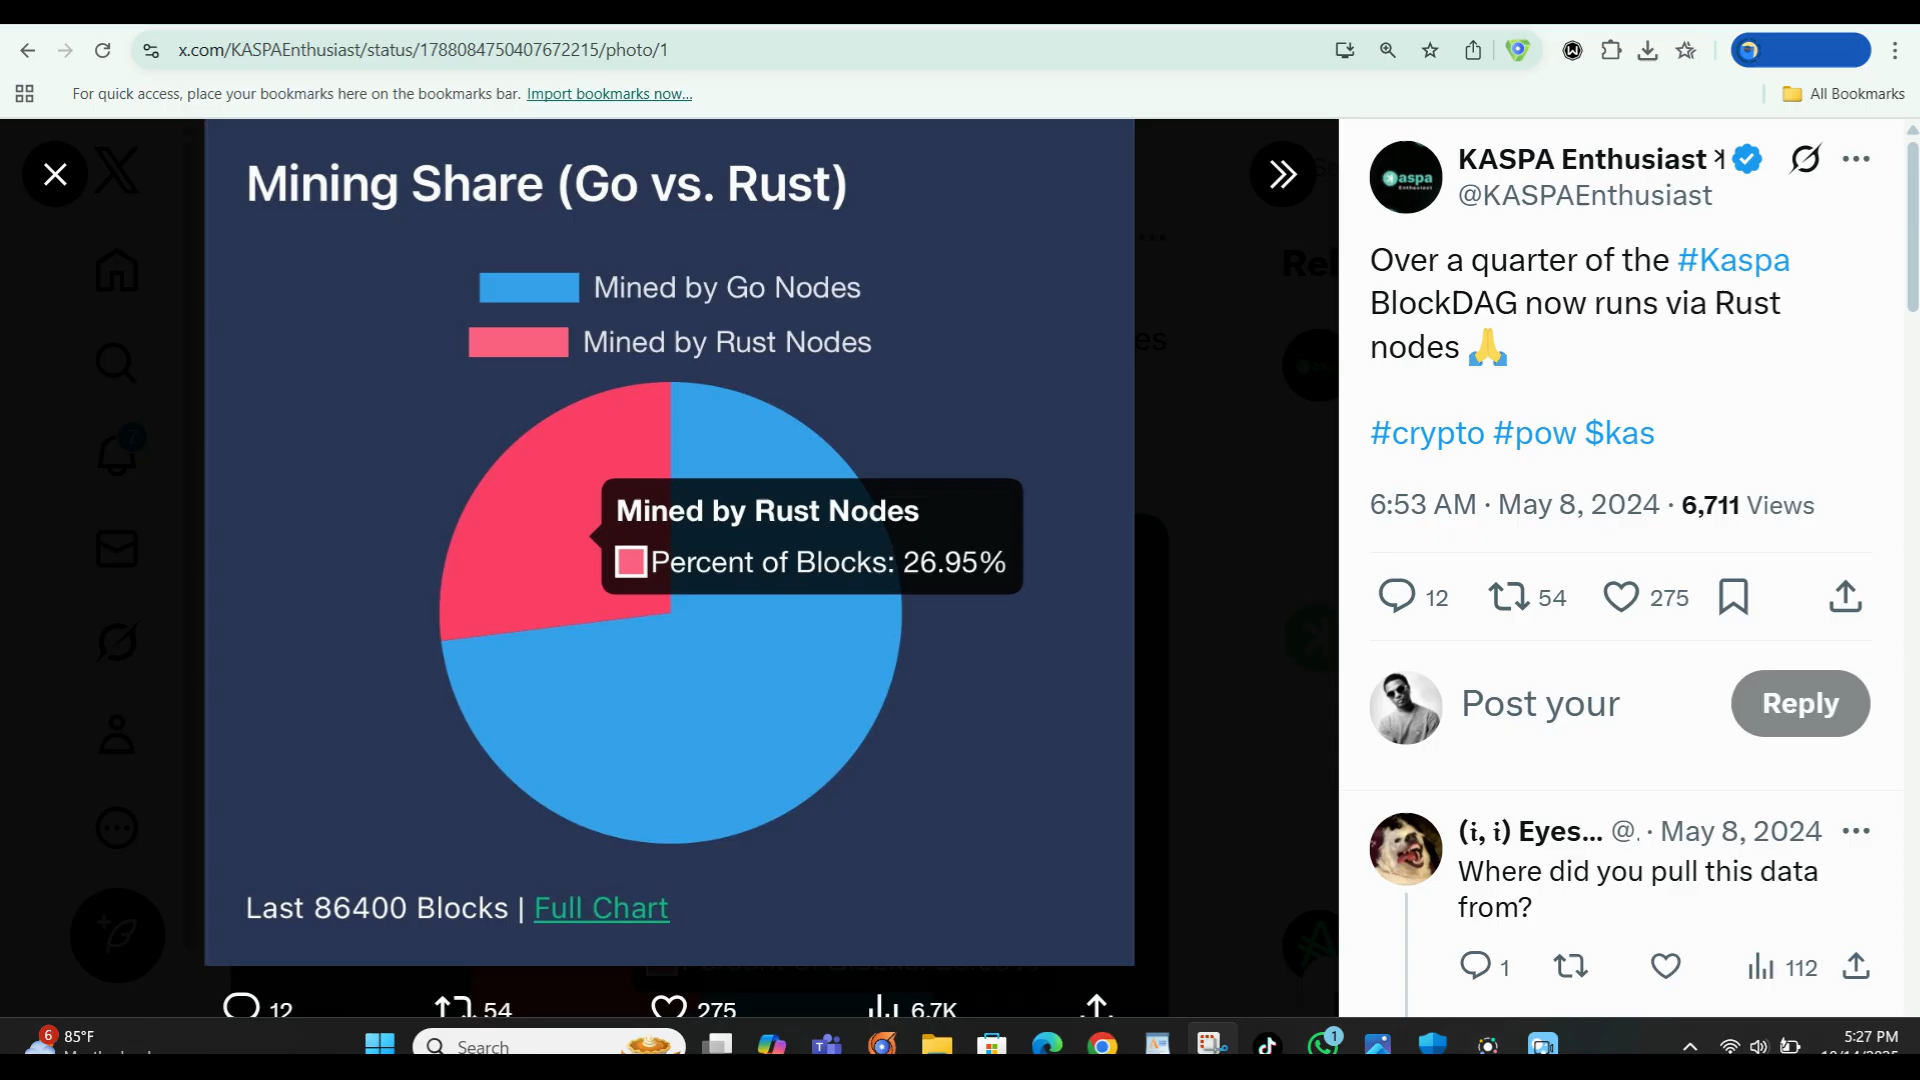 x.com/KASPAEnthusiast/status/1788084750407672215/photo/1
For quick access, place your bookmarks here on the bookmarks bar. Import bookmarks now...
All Bookmarks
Mining Share (Go vs. Rust)
Mined by Go Nodes
Mined by Rust Nodes
Mined by Rust Nodes
Percent of Blocks: 26.95%
Last 86400 Blocks | Full Chart
12 54 275 6.7K
7
Kaspa
Enthusiast
KASPA Enthusiast
@KASPAEnthusiast
Over a quarter of the #Kaspa
BlockDAG now runs via Rust
nodes 🙏
#crypto #pow $kas
6:53 AM · May 8, 2024 · 6,711 Views
12 54 275
Post your
Reply
(i, i) Eyes... @. · May 8, 2024
Where did you pull this data
from?
1 112
6
85°F
Search
1
5:27 PM